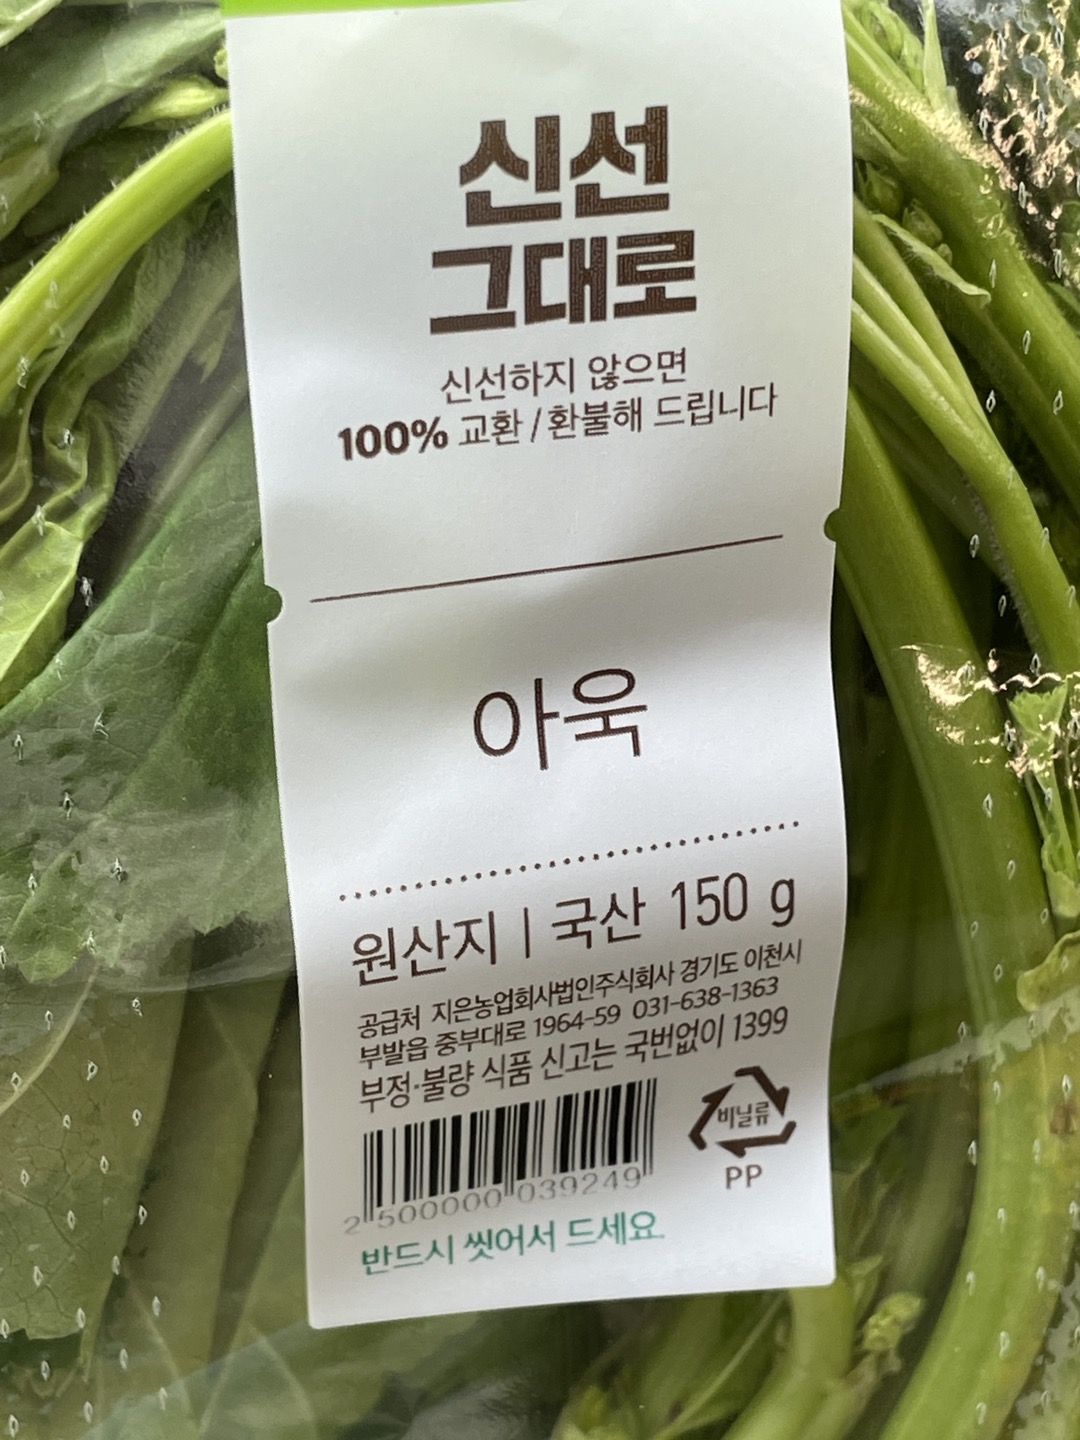 신선
그대로
신선하지 않으면
100% 교환 / 환불해 드립니다
아욱
원산지 | 국산 150 g
공급처 지은농업회사법인주식회사 경기도 이천시
부발읍 중부대로 1964-59 031-638-1363
부정·불량 식품 신고는 국번없이 1399
비닐류
PP
2 500000 039249
반드시 씻어서 드세요.